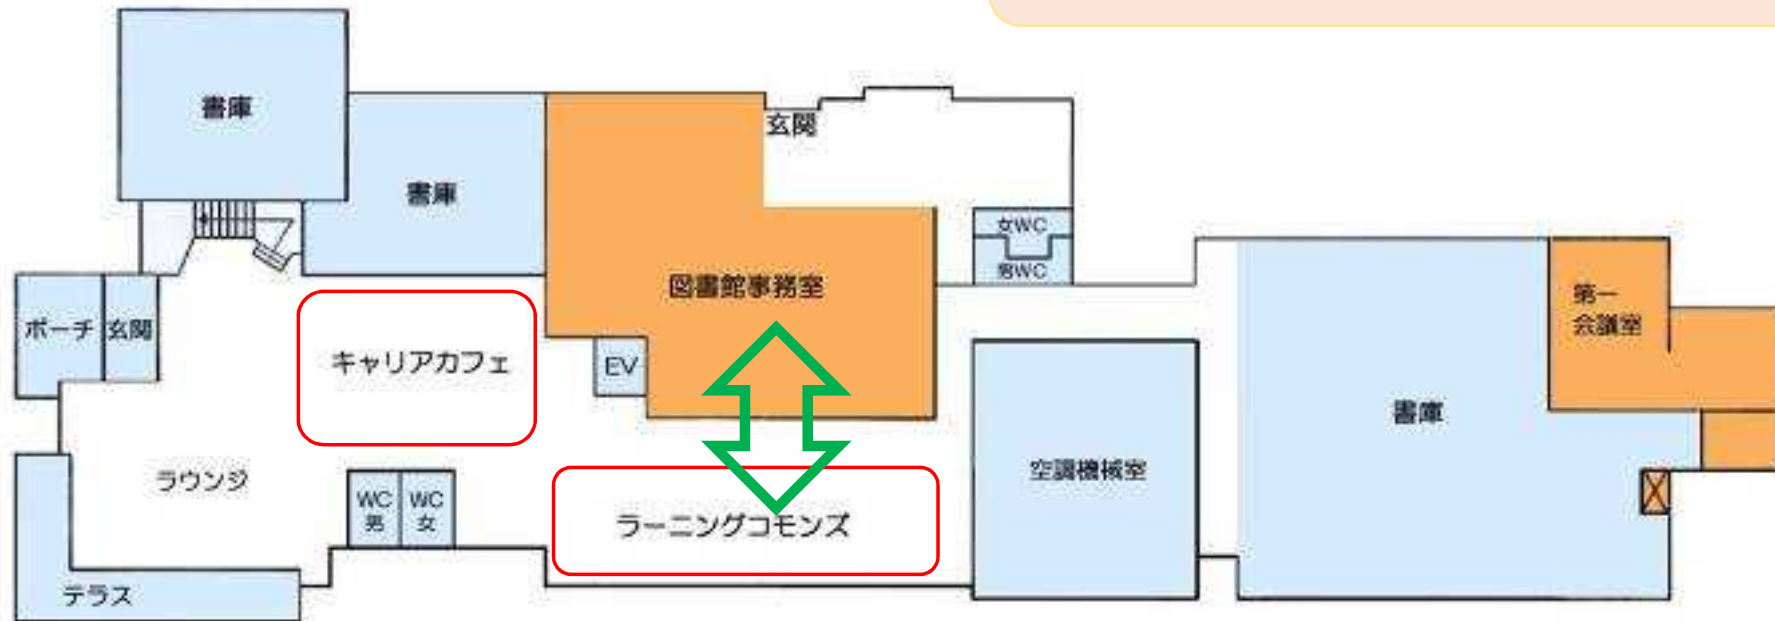 書庫
書庫
玄関
女WC
男WC
図書館事務室
第一
会議室
ポーチ
玄関
キャリアカフェ
EV
書庫
ラウンジ
WC
男
WC
女
ラーニングコモンズ
空調機械室
テラス